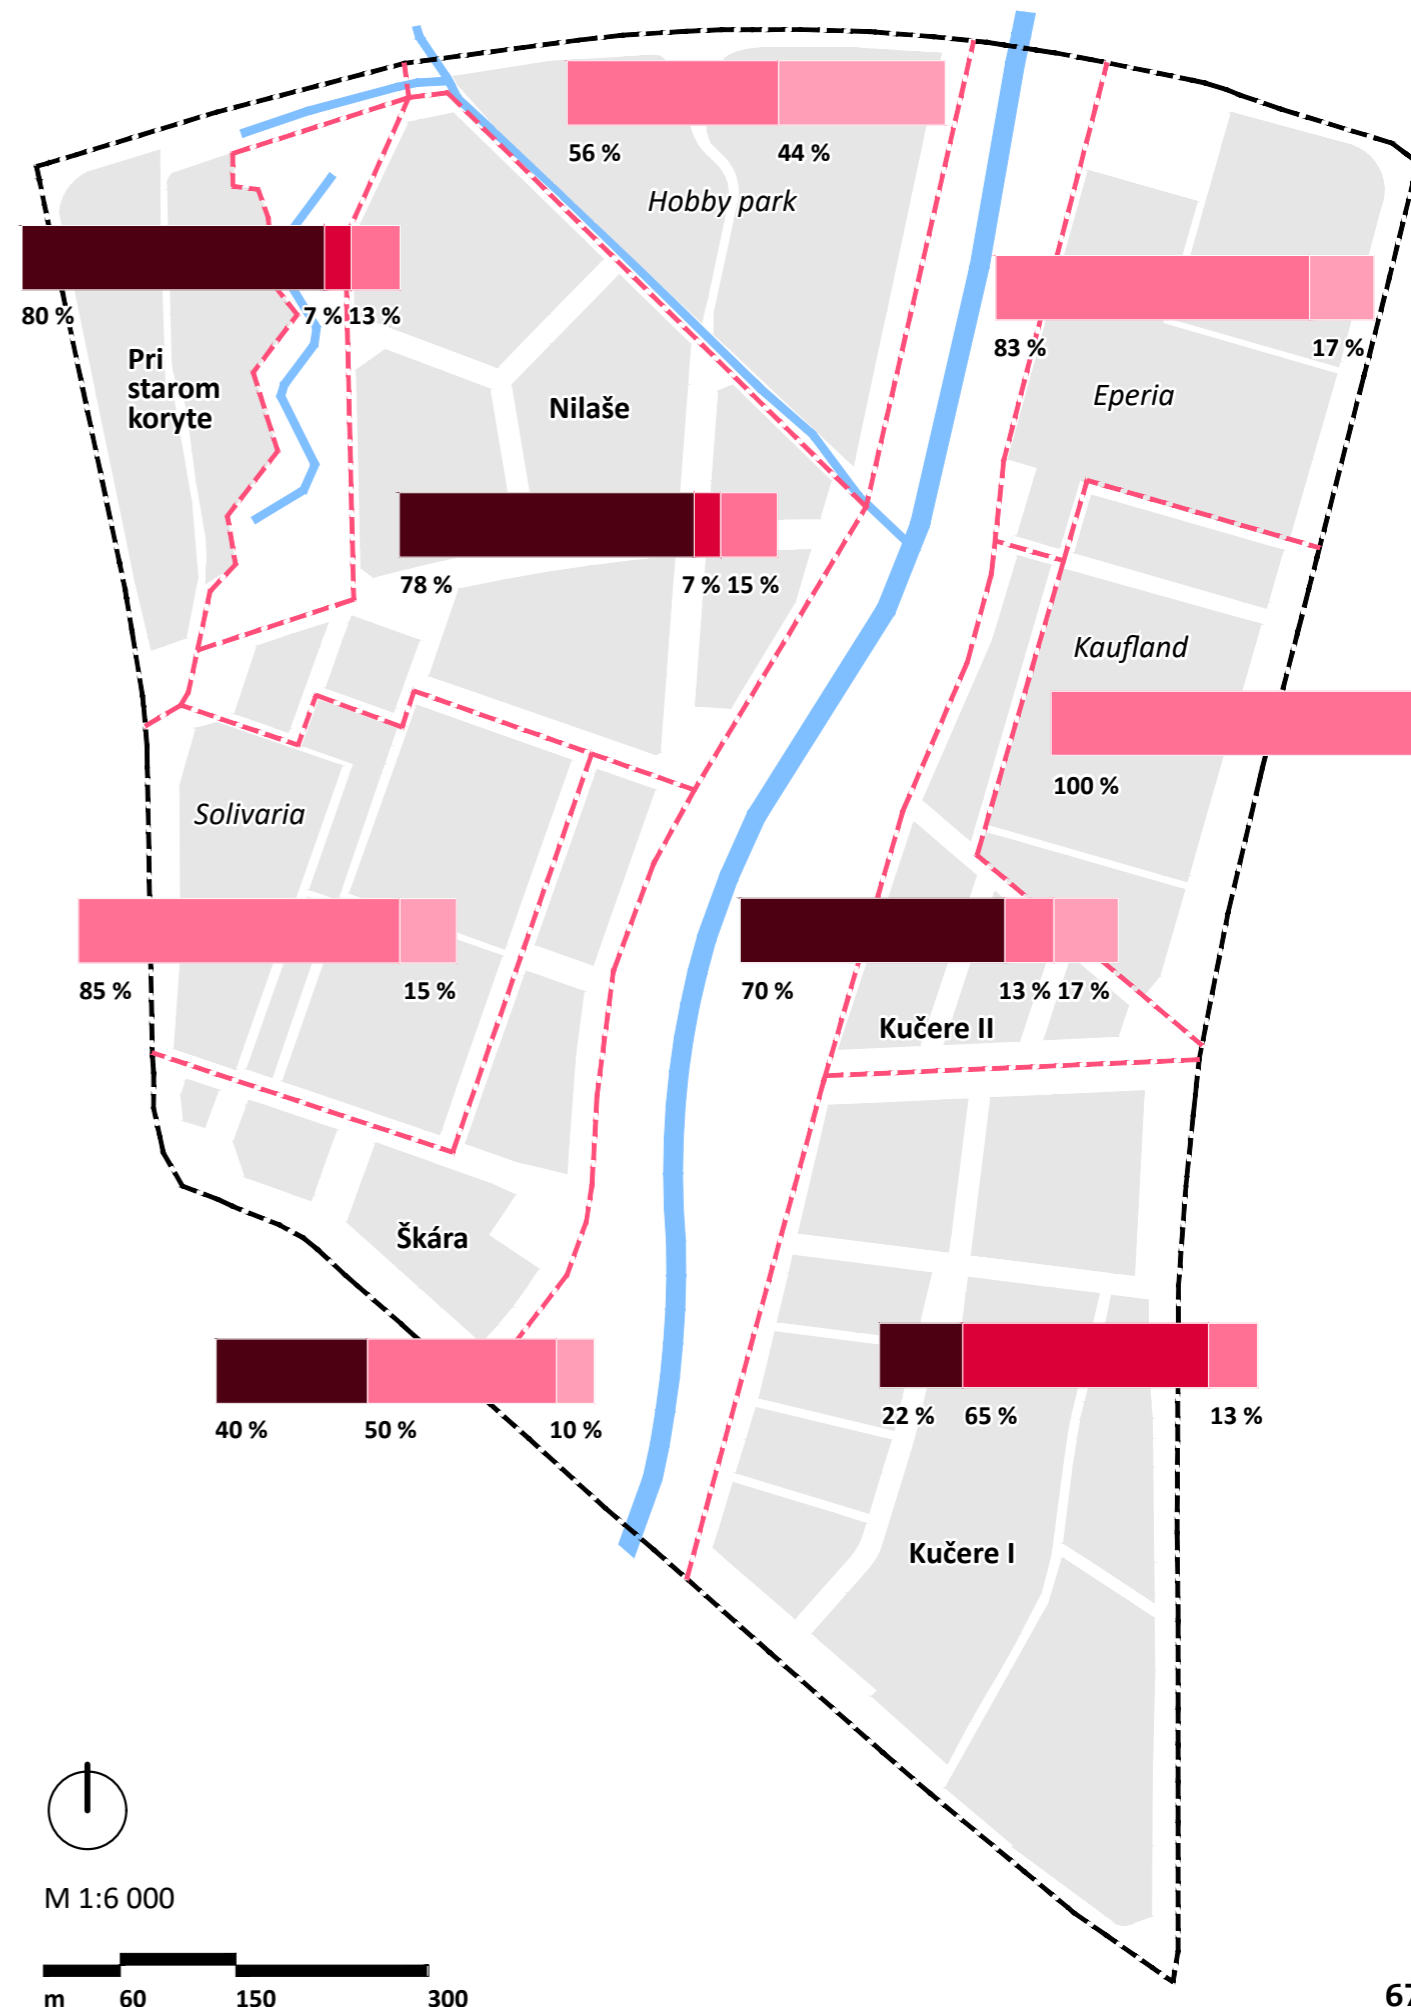 56 %
44 %
Hobby park
80 %
7 %
13 %
83 %
17 %
Pri
starom
koryte
Nilaše
Eperia
78 %
7 %
15 %
Kaufland
100 %
Solivaria
85 %
15 %
70 %
13 %
17 %
Kučere II
Škára
40 %
50 %
10 %
22 %
65 %
13 %
Kučere I
M 1:6 000
m
60
150
300